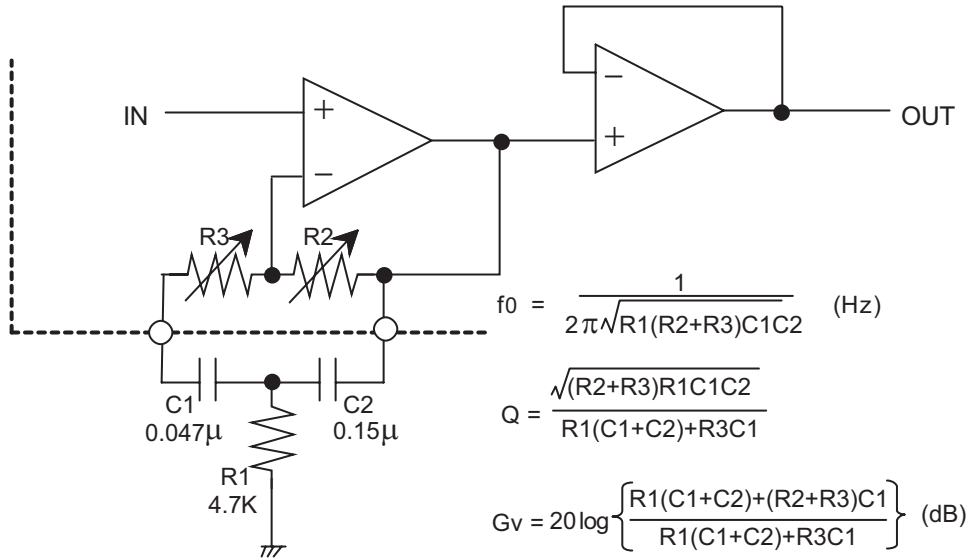 IN
+
−
−
+
OUT
R3
R2
C1
0.047μ
C2
0.15μ
R1
4.7K
f0 = 1 / 2π√R1(R2+R3)C1C2 (Hz)
Q = √(R2+R3)R1C1C2 / R1(C1+C2)+R3C1
Gv = 20log{R1(C1+C2)+(R2+R3)C1 / R1(C1+C2)+R3C1} (dB)